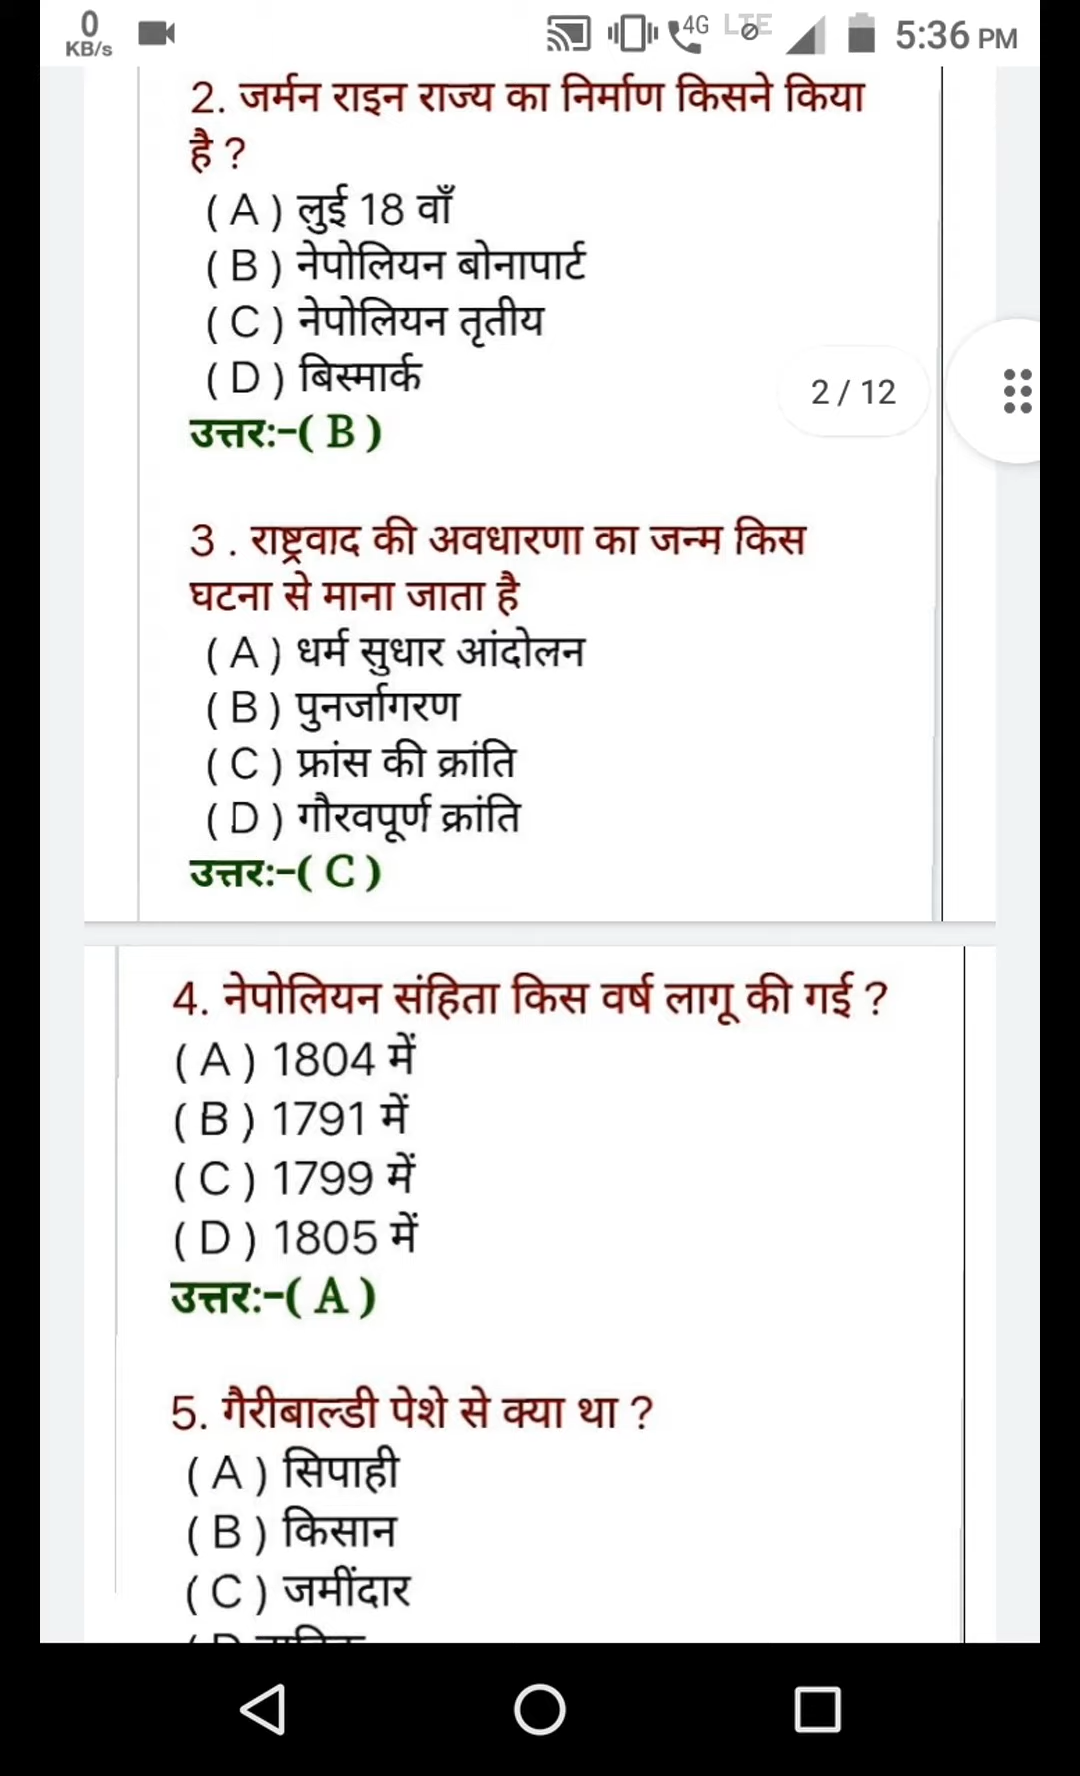 0
KB/s
4G
LTE
5:36 PM
2. जर्मन राइन राज्य का निर्माण किसने किया
है ?
( A ) लुई 18 वाँ
( B ) नेपोलियन बोनापार्ट
( C ) नेपोलियन तृतीय
( D ) बिस्मार्क
2 / 12
उत्तर:-( B )
3 . राष्ट्रवाद की अवधारणा का जन्म किस
घटना से माना जाता है
( A ) धर्म सुधार आंदोलन
( B ) पुनर्जागरण
( C ) फ्रांस की क्रांति
( D ) गौरवपूर्ण क्रांति
उत्तर:-( C )
4. नेपोलियन संहिता किस वर्ष लागू की गई ?
( A ) 1804 में
( B ) 1791 में
( C ) 1799 में
( D ) 1805 में
उत्तर:-( A )
5. गैरीबाल्डी पेशे से क्या था ?
( A ) सिपाही
( B ) किसान
( C ) जमींदार